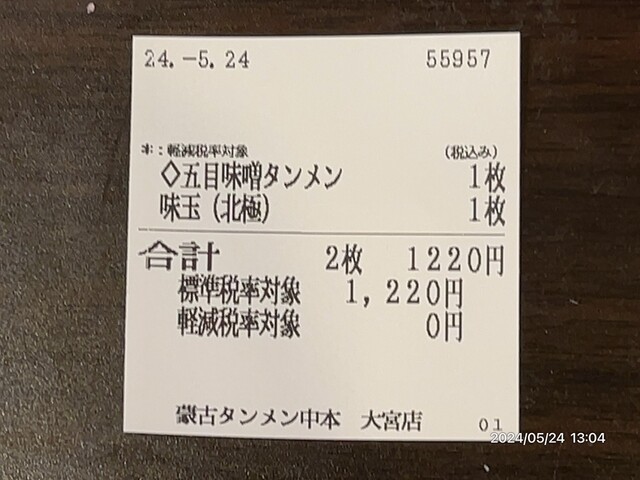 24.-5.24 55957
*:軽減税率対象 (税込み)
◇五目味噌タンメン 1枚
味玉(北極) 1枚
合計 2枚 1220円
標準税率対象 1,220円
軽減税率対象 0円
蒙古タンメン中本 大宮店 01
2024/05/24 13:04